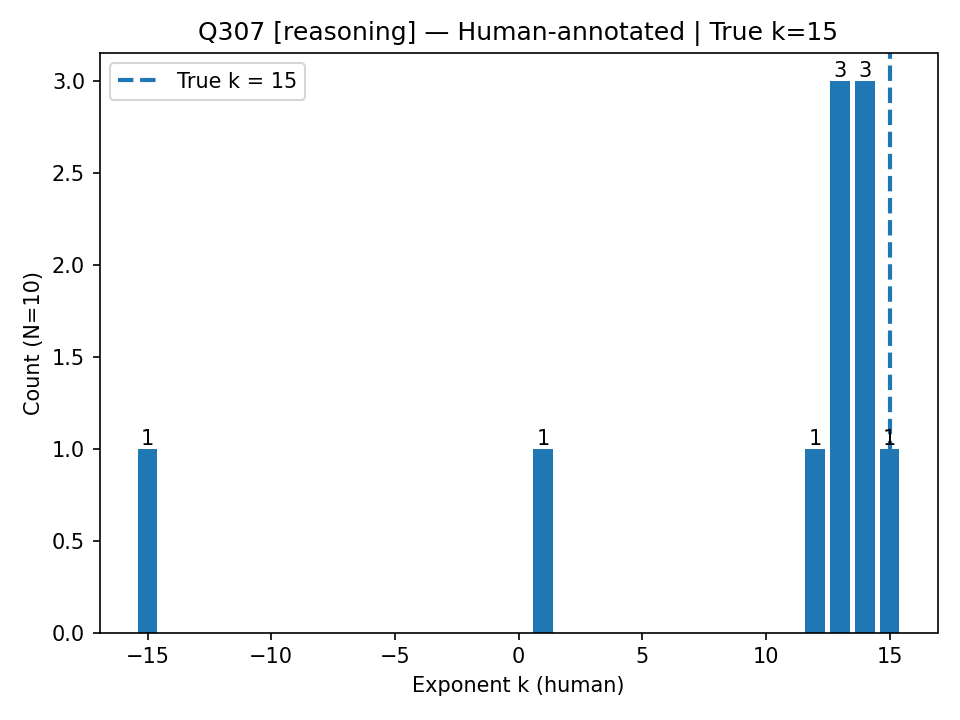 Q307 [reasoning] — Human-annotated | True k=15
True k = 15
3 3
1 1 1 1
3.0
2.5
2.0
1.5
1.0
0.5
0.0
Count (N=10)
−15 −10 −5 0 5 10 15
Exponent k (human)